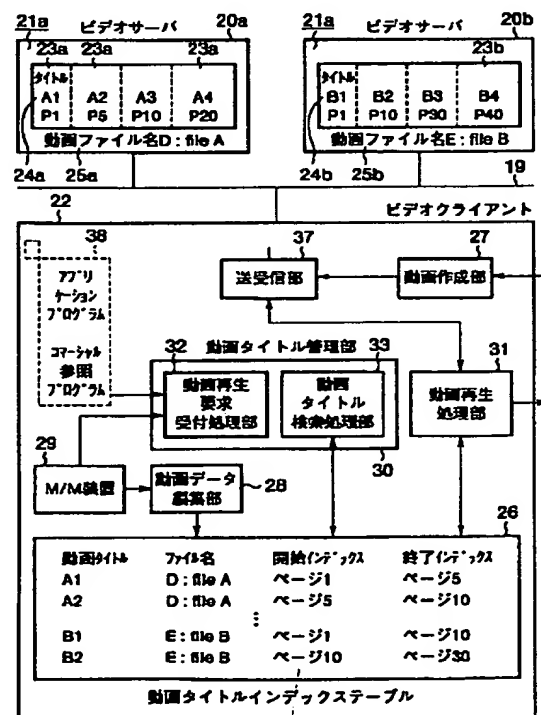 21a ビデオサーバ 20a
23a 23a 23a
タイトル
A1 A2 A3 A4
P1 P5 P10 P20
動画ファイル名D : file A
24a 25a
21a ビデオサーバ 20b
23b
タイトル
B1 B2 B3 B4
P1 P10 P30 P40
動画ファイル名E : file B
24b 25b 19
22 ビデオクライアント
38 37 27
アプリ
ケーション
プログラム
コマーシャル
参照
プログラム
送受信部 動画作成部
動画タイトル管理部
32 33 31
動画再生
要求
受付処理部
動画
タイトル
検索処理部
動画再生
処理部
30
29
M/M装置
動画データ
編集部
28
26
動画タイトル ファイル名 開始インデックス 終了インデックス
A1 D : file A ページ1 ページ5
A2 D : file A ページ5 ページ10
⋮
B1 E : file B ページ1 ページ10
B2 E : file B ページ10 ページ30
動画タイトルインデックステーブル